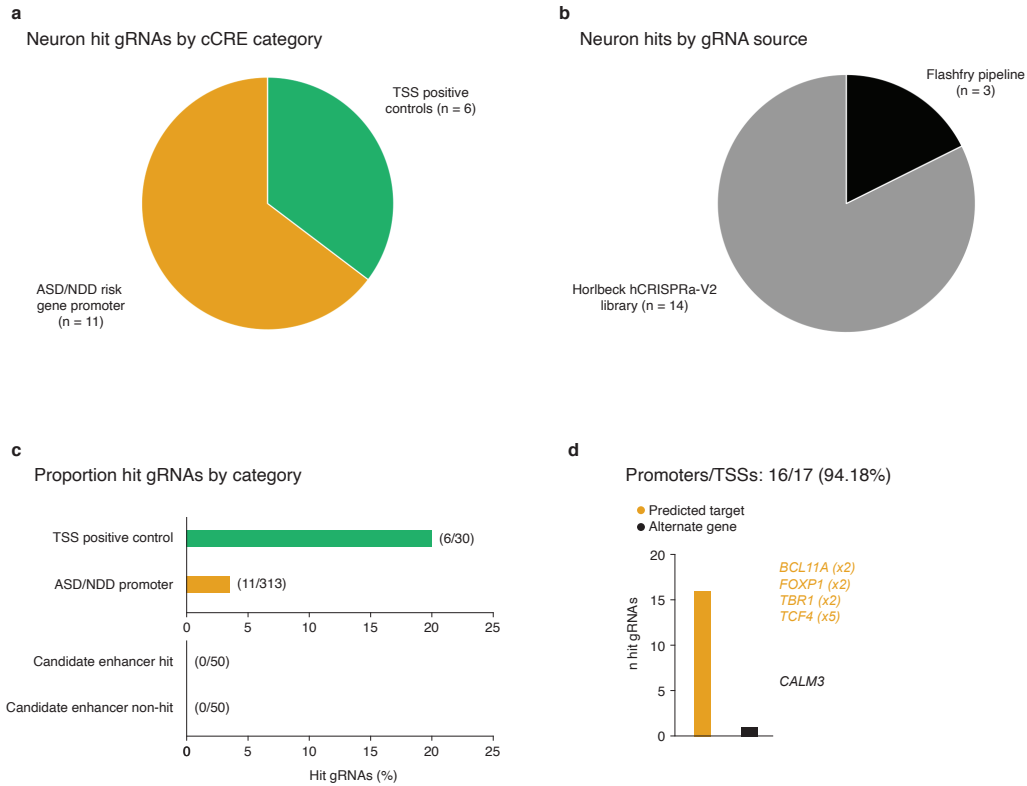 a
Neuron hit gRNAs by cCRE category
TSS positive
controls (n = 6)
ASD/NDD risk
gene promoter
(n = 11)
b
Neuron hits by gRNA source
Flashfry pipeline
(n = 3)
Horlbeck hCRISPRa-V2
library (n = 14)
c
Proportion hit gRNAs by category
TSS positive control
(6/30)
ASD/NDD promoter
(11/313)
0 5 10 15 20 25
Candidate enhancer hit
(0/50)
Candidate enhancer non-hit
(0/50)
0 5 10 15 20 25
Hit gRNAs (%)
d
Promoters/TSSs: 16/17 (94.18%)
Predicted target
Alternate gene
n hit gRNAs
20
15
10
5
0
BCL11A (x2)
FOXP1 (x2)
TBR1 (x2)
TCF4 (x5)
CALM3